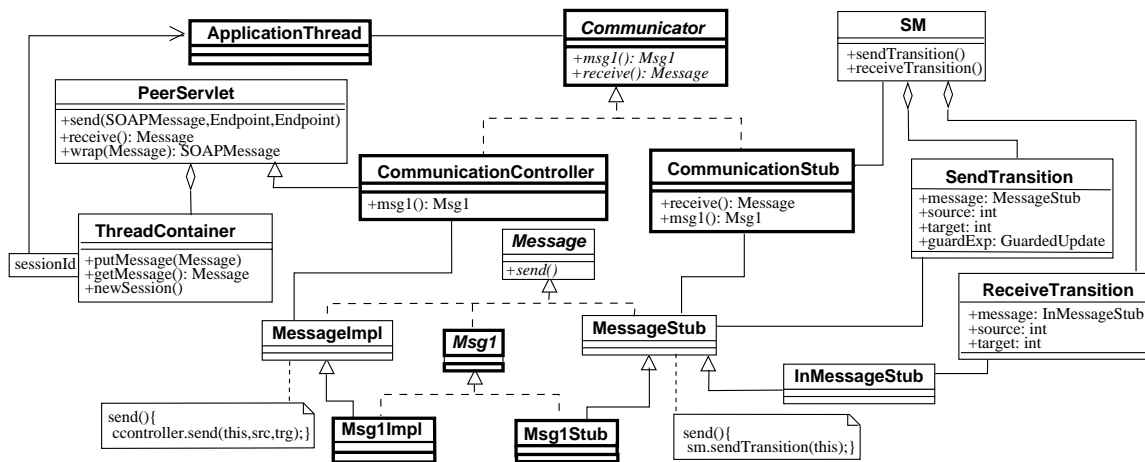 ApplicationThread
Communicator
+msg1(): Msg1
+receive(): Message
SM
+sendTransition()
+receiveTransition()
PeerServlet
+send(SOAPMessage,Endpoint,Endpoint)
+receive(): Message
+wrap(Message): SOAPMessage
CommunicationController
+msg1(): Msg1
CommunicationStub
+receive(): Message
+msg1(): Msg1
SendTransition
+message: MessageStub
+source: int
+target: int
+guardExp: GuardedUpdate
ThreadContainer
+putMessage(Message)
+getMessage(): Message
+newSession()
sessionId
Message
+send()
ReceiveTransition
+message: InMessageStub
+source: int
+target: int
MessageImpl
Msg1
MessageStub
InMessageStub
send(){
ccontroller.send(this,src,trg);}
Msg1Impl
Msg1Stub
send(){
sm.sendTransition(this);}